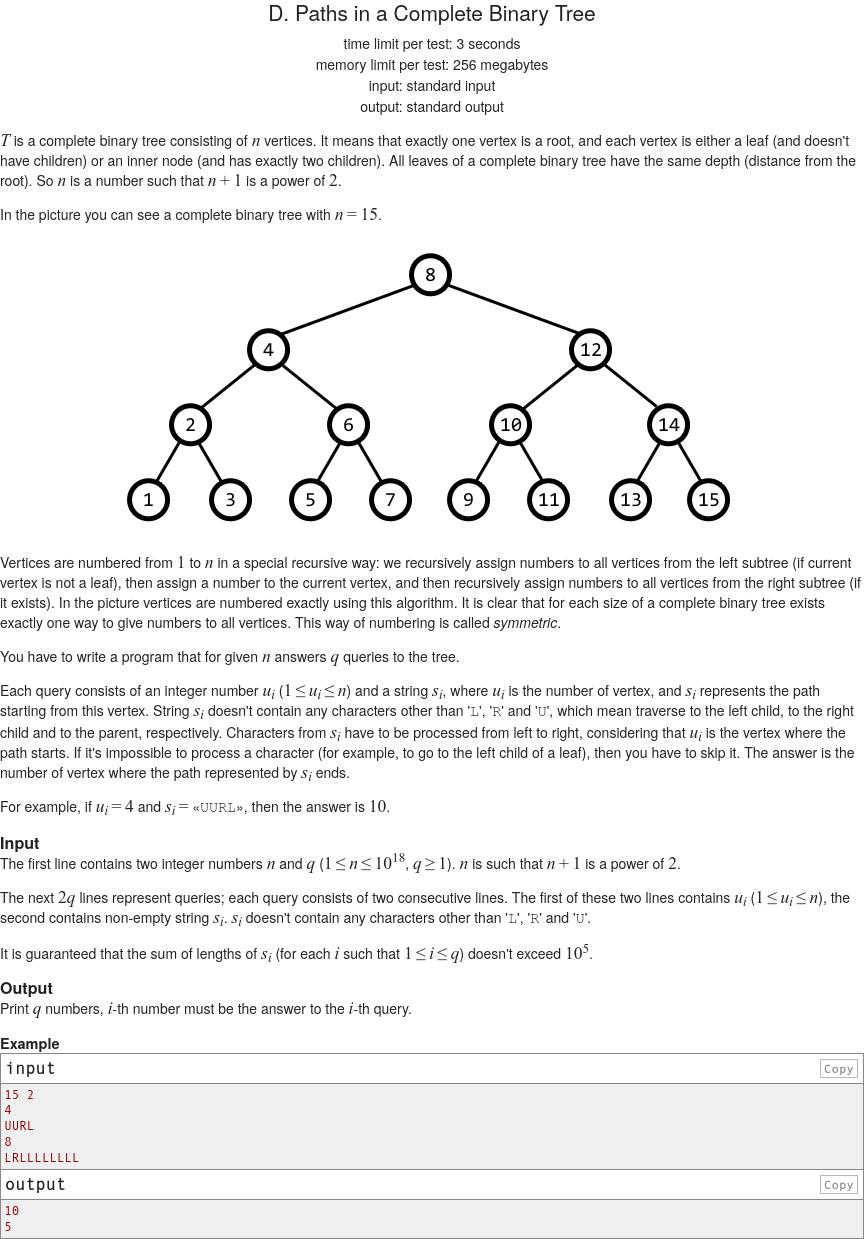 D. Paths in a Complete Binary Tree
time limit per test: 3 seconds
memory limit per test: 256 megabytes
input: standard input
output: standard output
T is a complete binary tree consisting of n vertices. It means that exactly one vertex is a root, and each vertex is either a leaf (and doesn't
have children) or an inner node (and has exactly two children). All leaves of a complete binary tree have the same depth (distance from the
root). So n is a number such that n + 1 is a power of 2.
In the picture you can see a complete binary tree with n = 15.
8
4 12
2 6 10 14
1 3 5 7 9 11 13 15
Vertices are numbered from 1 to n in a special recursive way: we recursively assign numbers to all vertices from the left subtree (if current
vertex is not a leaf), then assign a number to the current vertex, and then recursively assign numbers to all vertices from the right subtree (if
it exists). In the picture vertices are numbered exactly using this algorithm. It is clear that for each size of a complete binary tree exists
exactly one way to give numbers to all vertices. This way of numbering is called symmetric.
You have to write a program that for given n answers q queries to the tree.
Each query consists of an integer number u_i (1 ≤ u_i ≤ n) and a string s_i, where u_i is the number of vertex, and s_i represents the path
starting from this vertex. String s_i doesn't contain any characters other than 'L', 'R' and 'U', which mean traverse to the left child, to the right
child and to the parent, respectively. Characters from s_i have to be processed from left to right, considering that u_i is the vertex where the
path starts. If it's impossible to process a character (for example, to go to the left child of a leaf), then you have to skip it. The answer is the
number of vertex where the path represented by s_i ends.
For example, if u_i = 4 and s_i = «UURL», then the answer is 10.
Input
The first line contains two integer numbers n and q (1 ≤ n ≤ 10^18, q ≥ 1). n is such that n + 1 is a power of 2.
The next 2q lines represent queries; each query consists of two consecutive lines. The first of these two lines contains u_i (1 ≤ u_i ≤ n), the
second contains non-empty string s_i. s_i doesn't contain any characters other than 'L', 'R' and 'U'.
It is guaranteed that the sum of lengths of s_i (for each i such that 1 ≤ i ≤ q) doesn't exceed 10^5.
Output
Print q numbers, i-th number must be the answer to the i-th query.
Example
input Copy
15 2
4
UURL
8
LRLLLLLLLL
output Copy
10
5